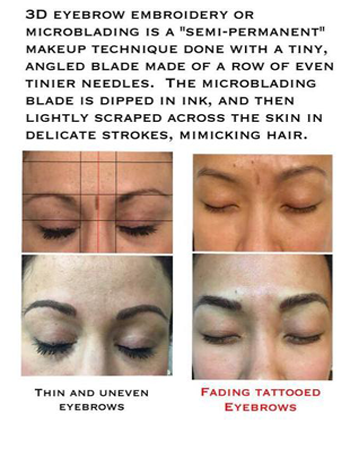 3D EYEBROW EMBROIDERY OR
MICROBLADING IS A "SEMI-PERMANENT"
MAKEUP TECHNIQUE DONE WITH A TINY,
ANGLED BLADE MADE OF A ROW OF EVEN
TINIER NEEDLES. THE MICROBLADING
BLADE IS DIPPED IN INK, AND THEN
LIGHTLY SCRAPED ACROSS THE SKIN IN
DELICATE STROKES, MIMICKING HAIR.
THIN AND UNEVEN
EYEBROWS
FADING TATTOOED
EYEBROWS